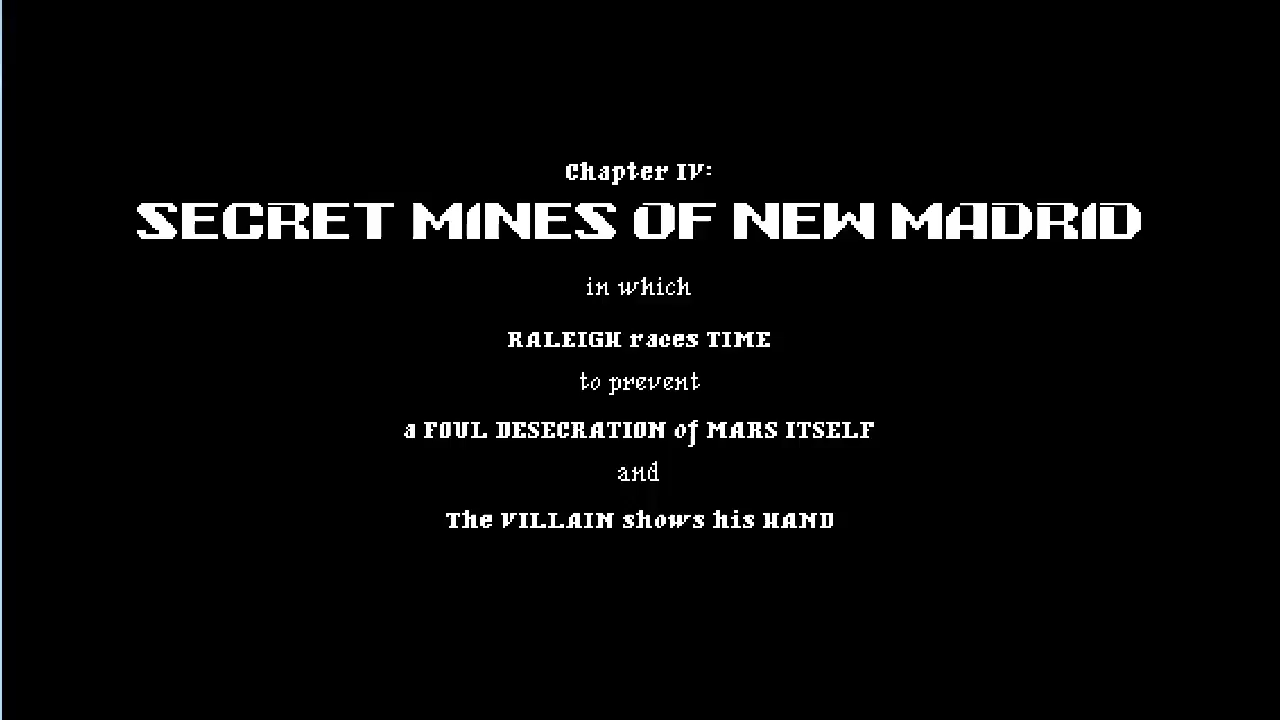 Chapter IV:
SECRET MINES OF NEW MADRID
in which
RALEIGH races TIME
to prevent
a FOUL DESECRATION of MARS ITSELF
and
The VILLAIN shows his HAND